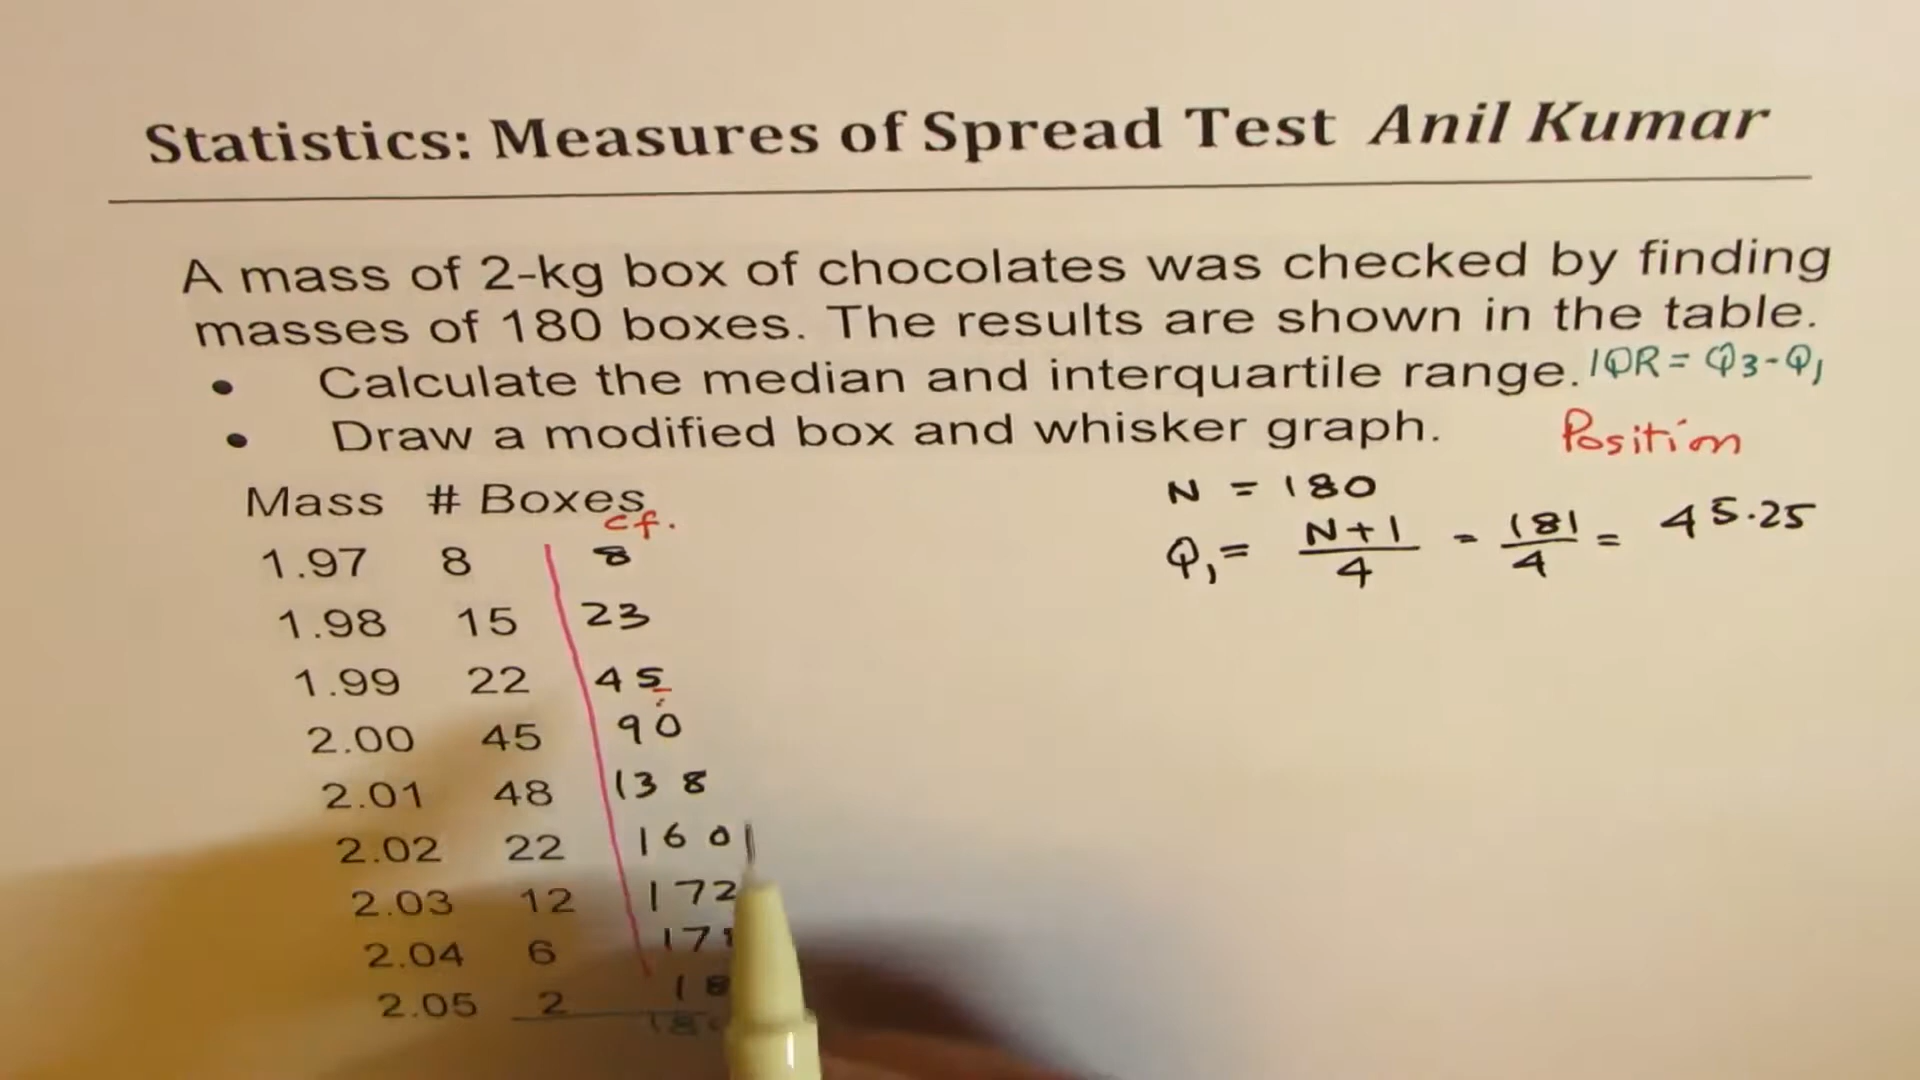 Statistics: Measures of Spread Test Anil Kumar
A mass of 2-kg box of chocolates was checked by finding
masses of 180 boxes. The results are shown in the table.
• Calculate the median and interquartile range. IQR = Q3-Q1
• Draw a modified box and whisker graph. Position
Mass # Boxes cf.
N = 180
Q1 = N+1/4 = 181/4 = 45.25
1.97 8 8
1.98 15 23
1.99 22 45
2.00 45 90
2.01 48 138
2.02 22 160
2.03 12 172
2.04 6
2.05 2